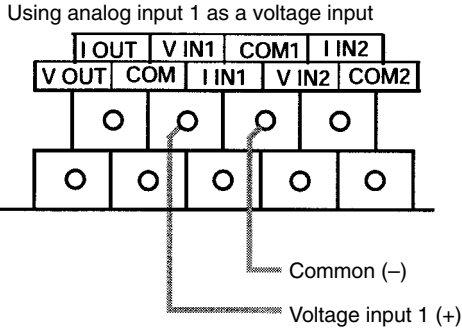 Using analog input 1 as a voltage input
I OUT V IN1 COM1 I IN2
V OUT COM I IN1 V IN2 COM2
Common (–)
Voltage input 1 (+)